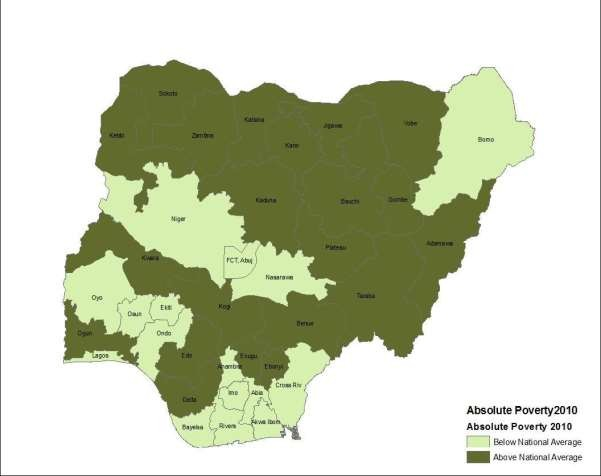 Sokoto
Katsina
Jigawa
Yobe
Kebbi
Zamfara
Kano
Borno
Kaduna
Bauchi
Gombe
Niger
Plateau
Adamawa
Kwara
FCT, Abuj
Nasarawa
Taraba
Oyo
Kogi
Osun
Ekiti
Benue
Ogun
Ondo
Lagos
Edo
Enugu
Anambra
Ebonyi
Cross Riv
Imo
Abia
Delta
Bayelsa
Rivers
Akwa Ibom
Absolute Poverty2010
Absolute Poverty 2010
Below National Average
Above National Average